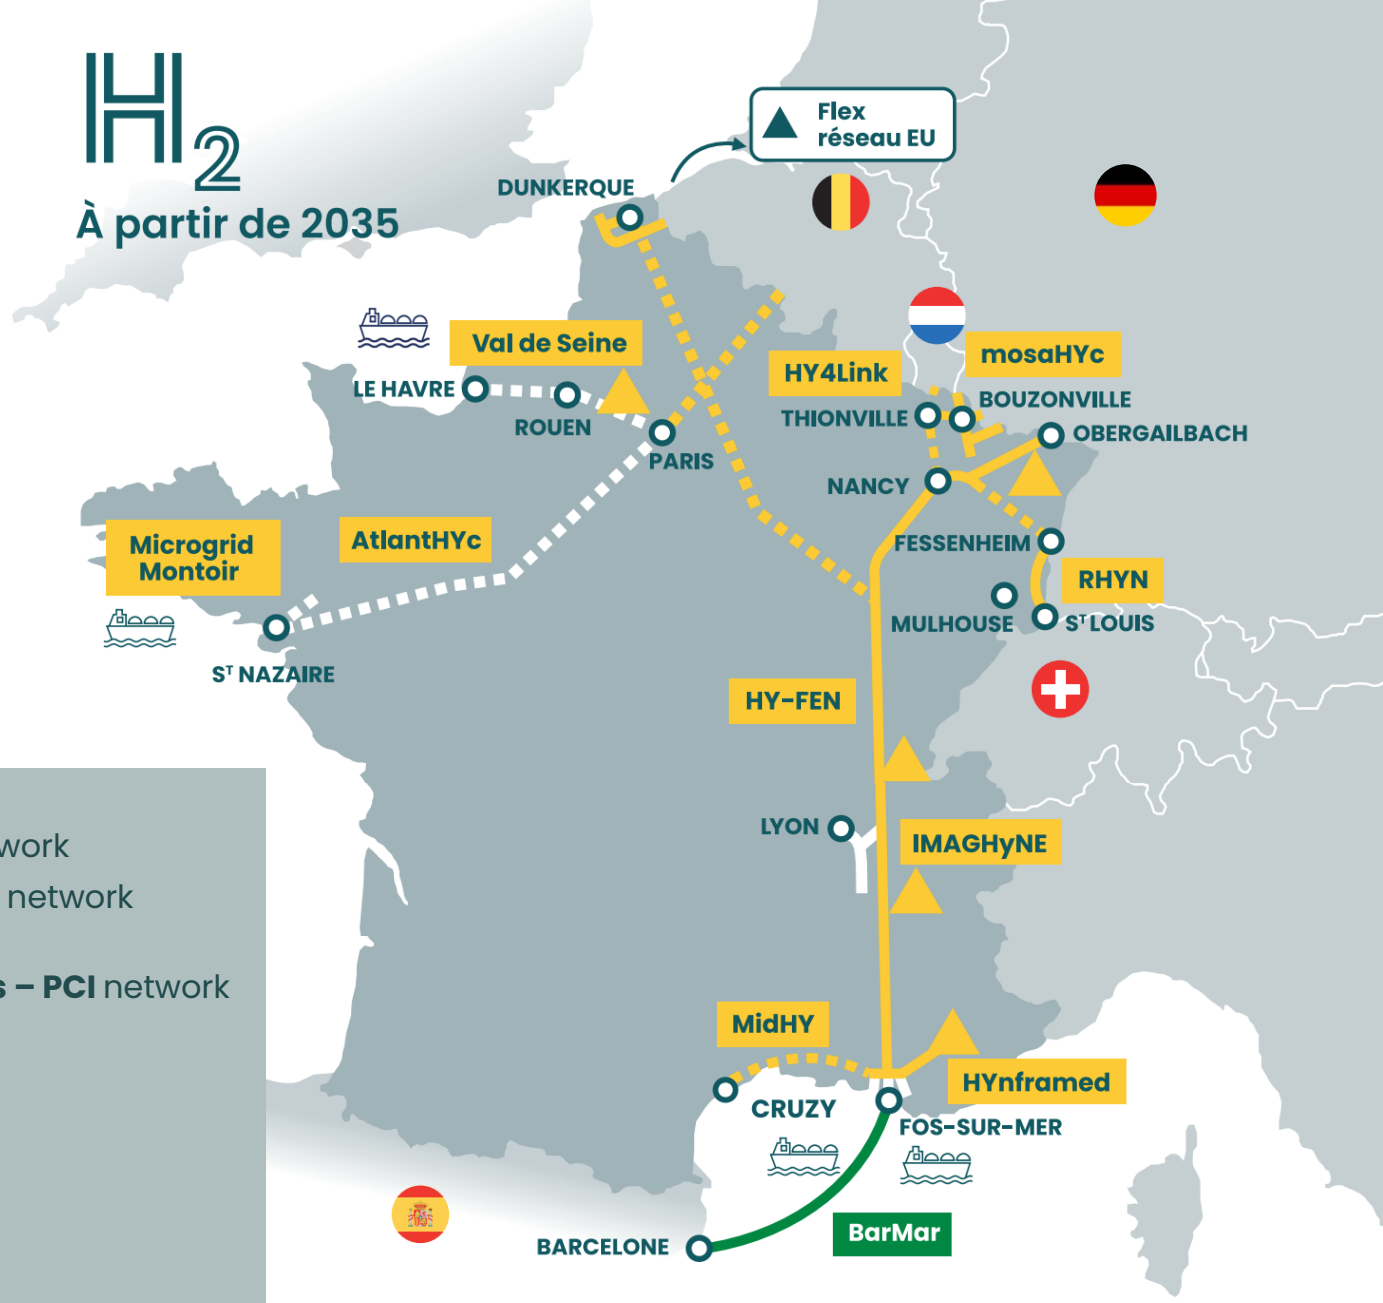 H2
À partir de 2035
Flex
réseau EU
DUNKERQUE
Val de Seine
LE HAVRE
ROUEN
PARIS
HY4Link
mosaHYc
THIONVILLE
BOUZONVILLE
OBERGAILBACH
NANCY
Microgrid
Montoir
AtlantHYc
FESSENHEIM
RHYN
MULHOUSE
ST LOUIS
ST NAZAIRE
HY-FEN
LYON
IMAGHyNE
work
network
s – PCI network
MidHY
HYnframed
CRUZY
FOS-SUR-MER
BarMar
BARCELONE